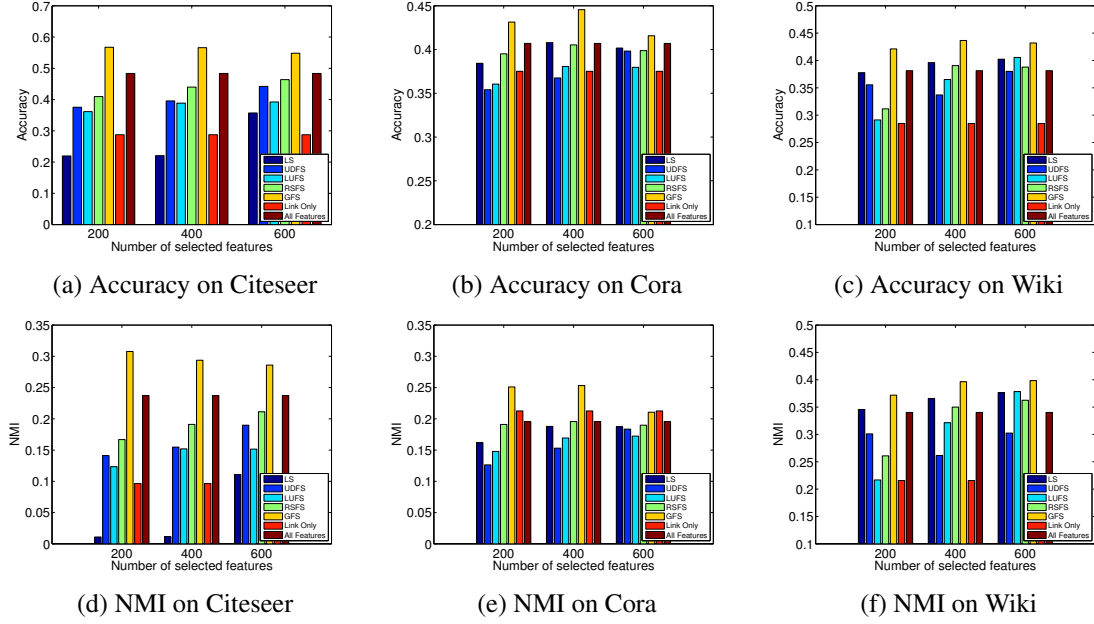 0.7
0.6
0.5
0.4
0.3
0.2
0.1
0
Accuracy
200
400
600
Number of selected features
LS
UDFS
LUFS
RSFS
GFS
Link Only
All Features
(a) Accuracy on Citeseer
0.45
0.4
0.35
0.3
0.25
0.2
Accuracy
200
400
600
Number of selected features
LS
UDFS
LUFS
RSFS
GFS
Link Only
All Features
(b) Accuracy on Cora
0.5
0.45
0.4
0.35
0.3
0.25
0.2
0.15
0.1
Accuracy
200
400
600
Number of selected features
LS
UDFS
LUFS
RSFS
GFS
Link Only
All Features
(c) Accuracy on Wiki
0.35
0.3
0.25
0.2
0.15
0.1
0.05
0
NMI
200
400
600
Number of selected features
LS
UDFS
LUFS
RSFS
GFS
Link Only
All Features
(d) NMI on Citeseer
0.35
0.3
0.25
0.2
0.15
0.1
0.05
0
NMI
200
400
600
Number of selected features
LS
UDFS
LUFS
RSFS
GFS
Link Only
All Features
(e) NMI on Cora
0.5
0.45
0.4
0.35
0.3
0.25
0.2
0.15
0.1
NMI
200
400
600
Number of selected features
LS
UDFS
LUFS
RSFS
GFS
Link Only
All Features
(f) NMI on Wiki